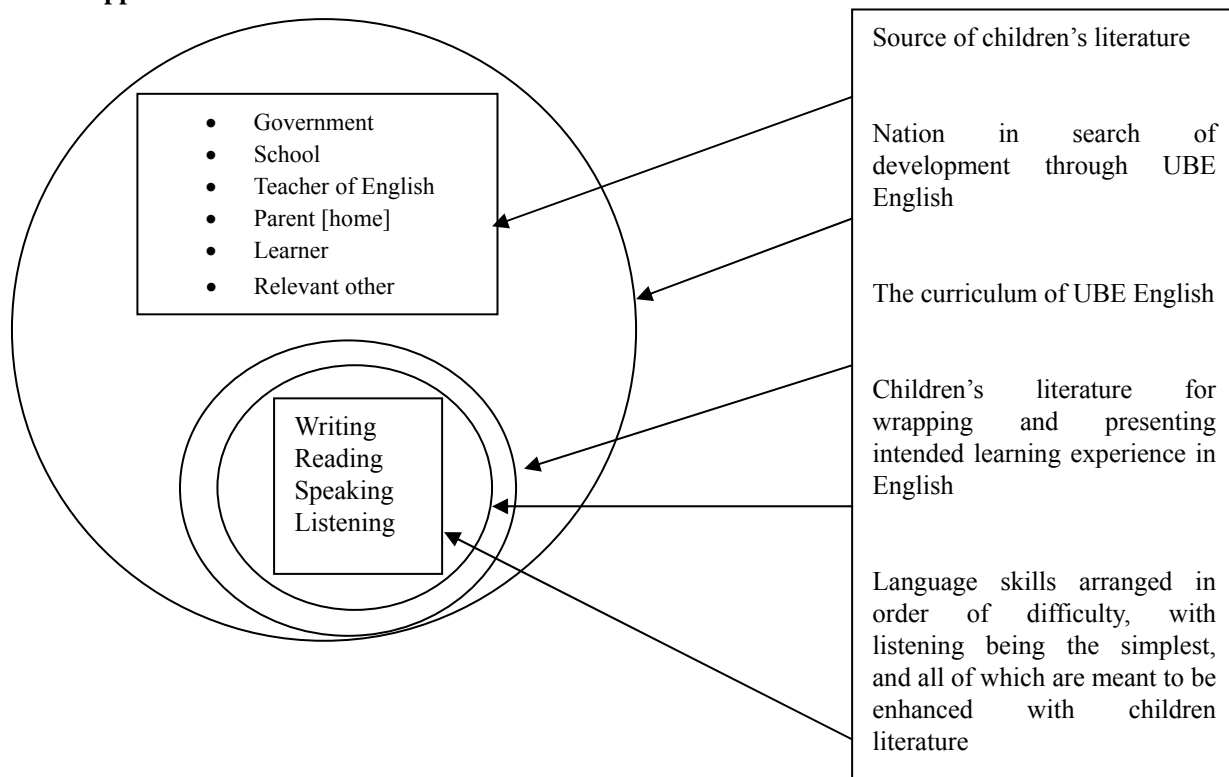 • Government
• School
• Teacher of English
• Parent [home]
• Learner
• Relevant other
Writing
Reading
Speaking
Listening
Source of children’s literature
Nation in search of
development through UBE
English
The curriculum of UBE English
Children’s literature for
wrapping and presenting
intended learning experience in
English
Language skills arranged in
order of difficulty, with
listening being the simplest,
and all of which are meant to be
enhanced with children
literature